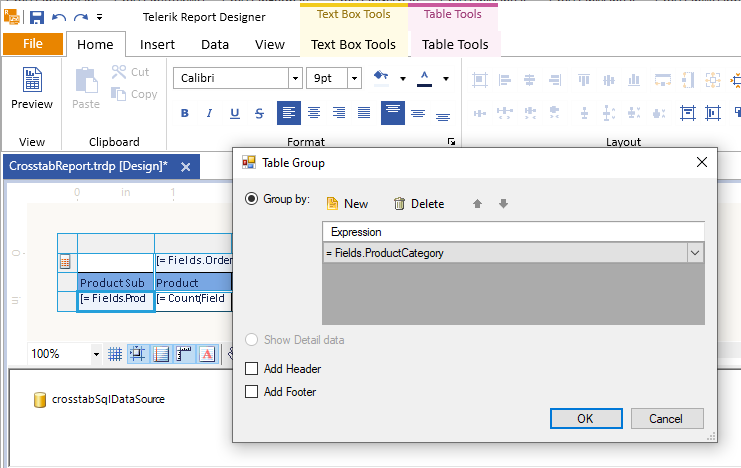 Telerik Report Designer
Text Box Tools
Table Tools
File
Home
Insert
Data
View
Text Box Tools
Table Tools
Preview
Paste
Cut
Copy
Calibri
9pt
B I U S
A
View
Clipboard
Format
Layout
CrosstabReport.trdp [Design]*
0 in 1
0
in
[= Fields.Order
Product Sub
Product
[= Fields.Prod
[= Count(Field
100%
A
crosstabSqlDataSource
Table Group
Group by:
New
Delete
Expression
= Fields.ProductCategory
Show Detail data
Add Header
Add Footer
OK
Cancel